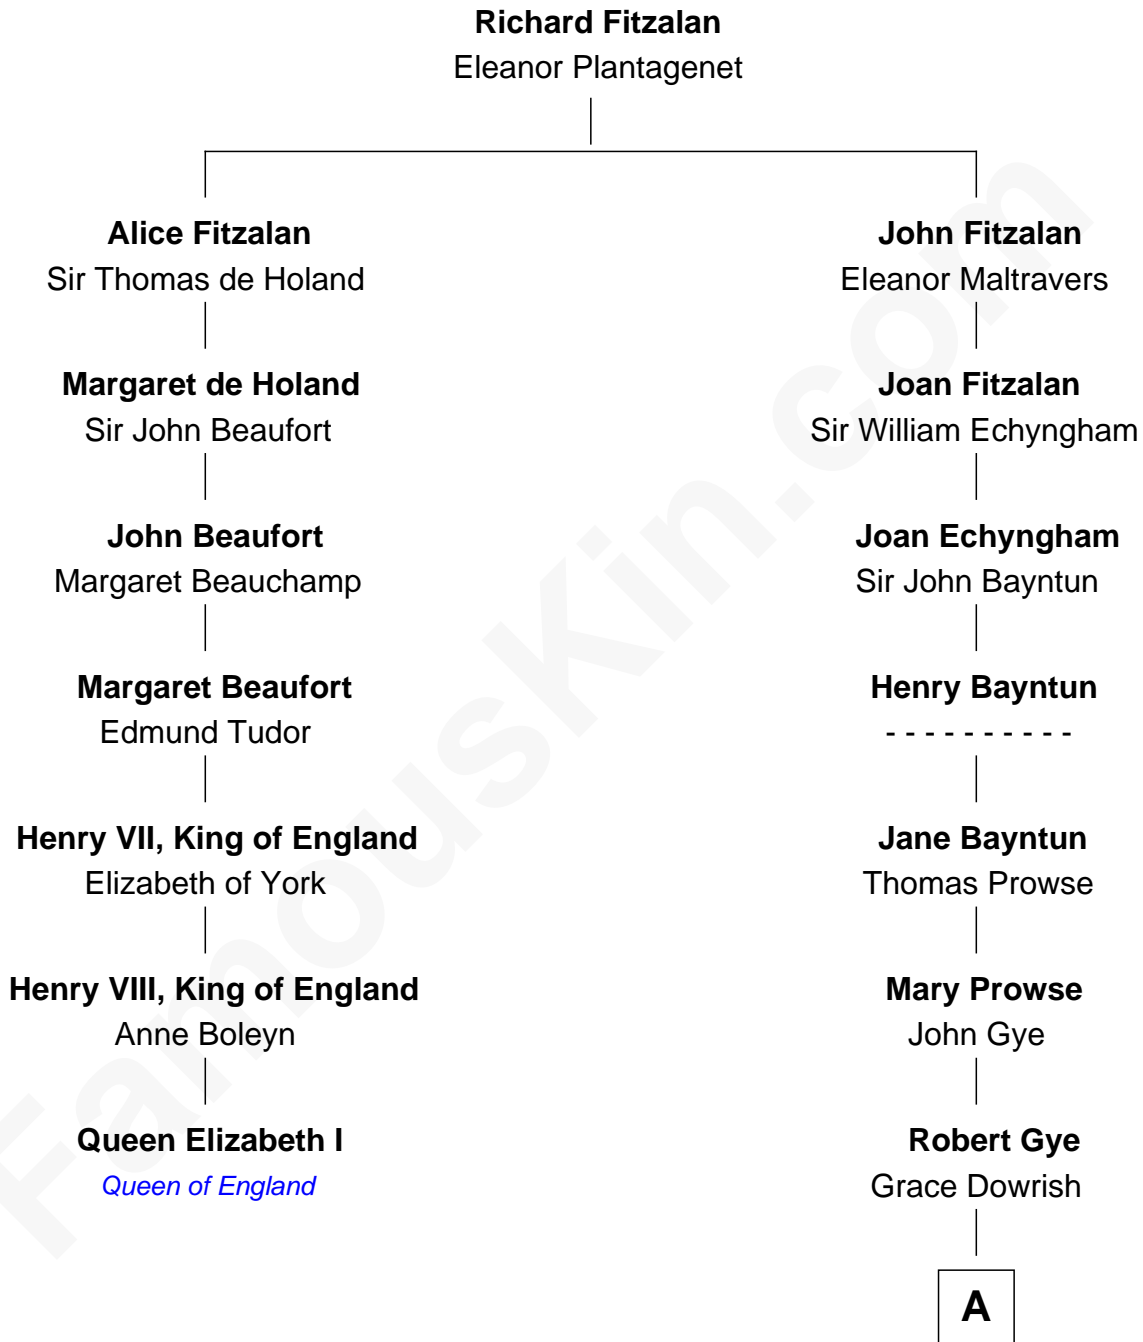 Richard Fitzalan
Eleanor Plantagenet
Alice Fitzalan
Sir Thomas de Holand
John Fitzalan
Eleanor Maltravers
Margaret de Holand
Sir John Beaufort
Joan Fitzalan
Sir William Echyngham
John Beaufort
Margaret Beauchamp
Joan Echyngham
Sir John Bayntun
Margaret Beaufort
Edmund Tudor
Henry Bayntun
- - - - - - - - - -
Henry VII, King of England
Elizabeth of York
Jane Bayntun
Thomas Prowse
Henry VIII, King of England
Anne Boleyn
Mary Prowse
John Gye
Queen Elizabeth I
Queen of England
Robert Gye
Grace Dowrish
A
FamousKin.com